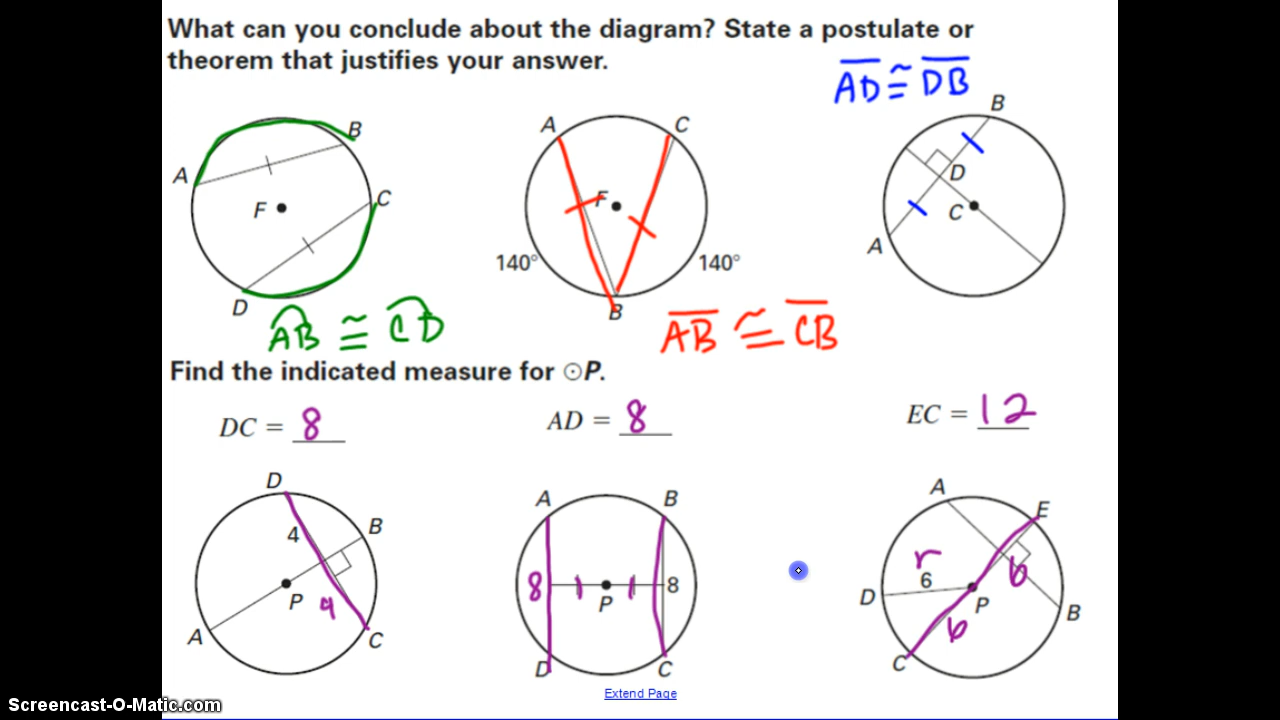 What can you conclude about the diagram? State a postulate or
theorem that justifies your answer.
AD ≅ DB
A
B
F
C
D
AB ≅ CD
A
C
F
140°
140°
B
AB ≅ CB
B
D
C
A
Find the indicated measure for ⊙P.
DC = 8
AD = 8
EC = 12
D
4
B
P
4
A
C
A
B
8
P
8
D
C
A
E
r
6
6
D
P
6
B
C
Extend Page
Screencast-O-Matic.com